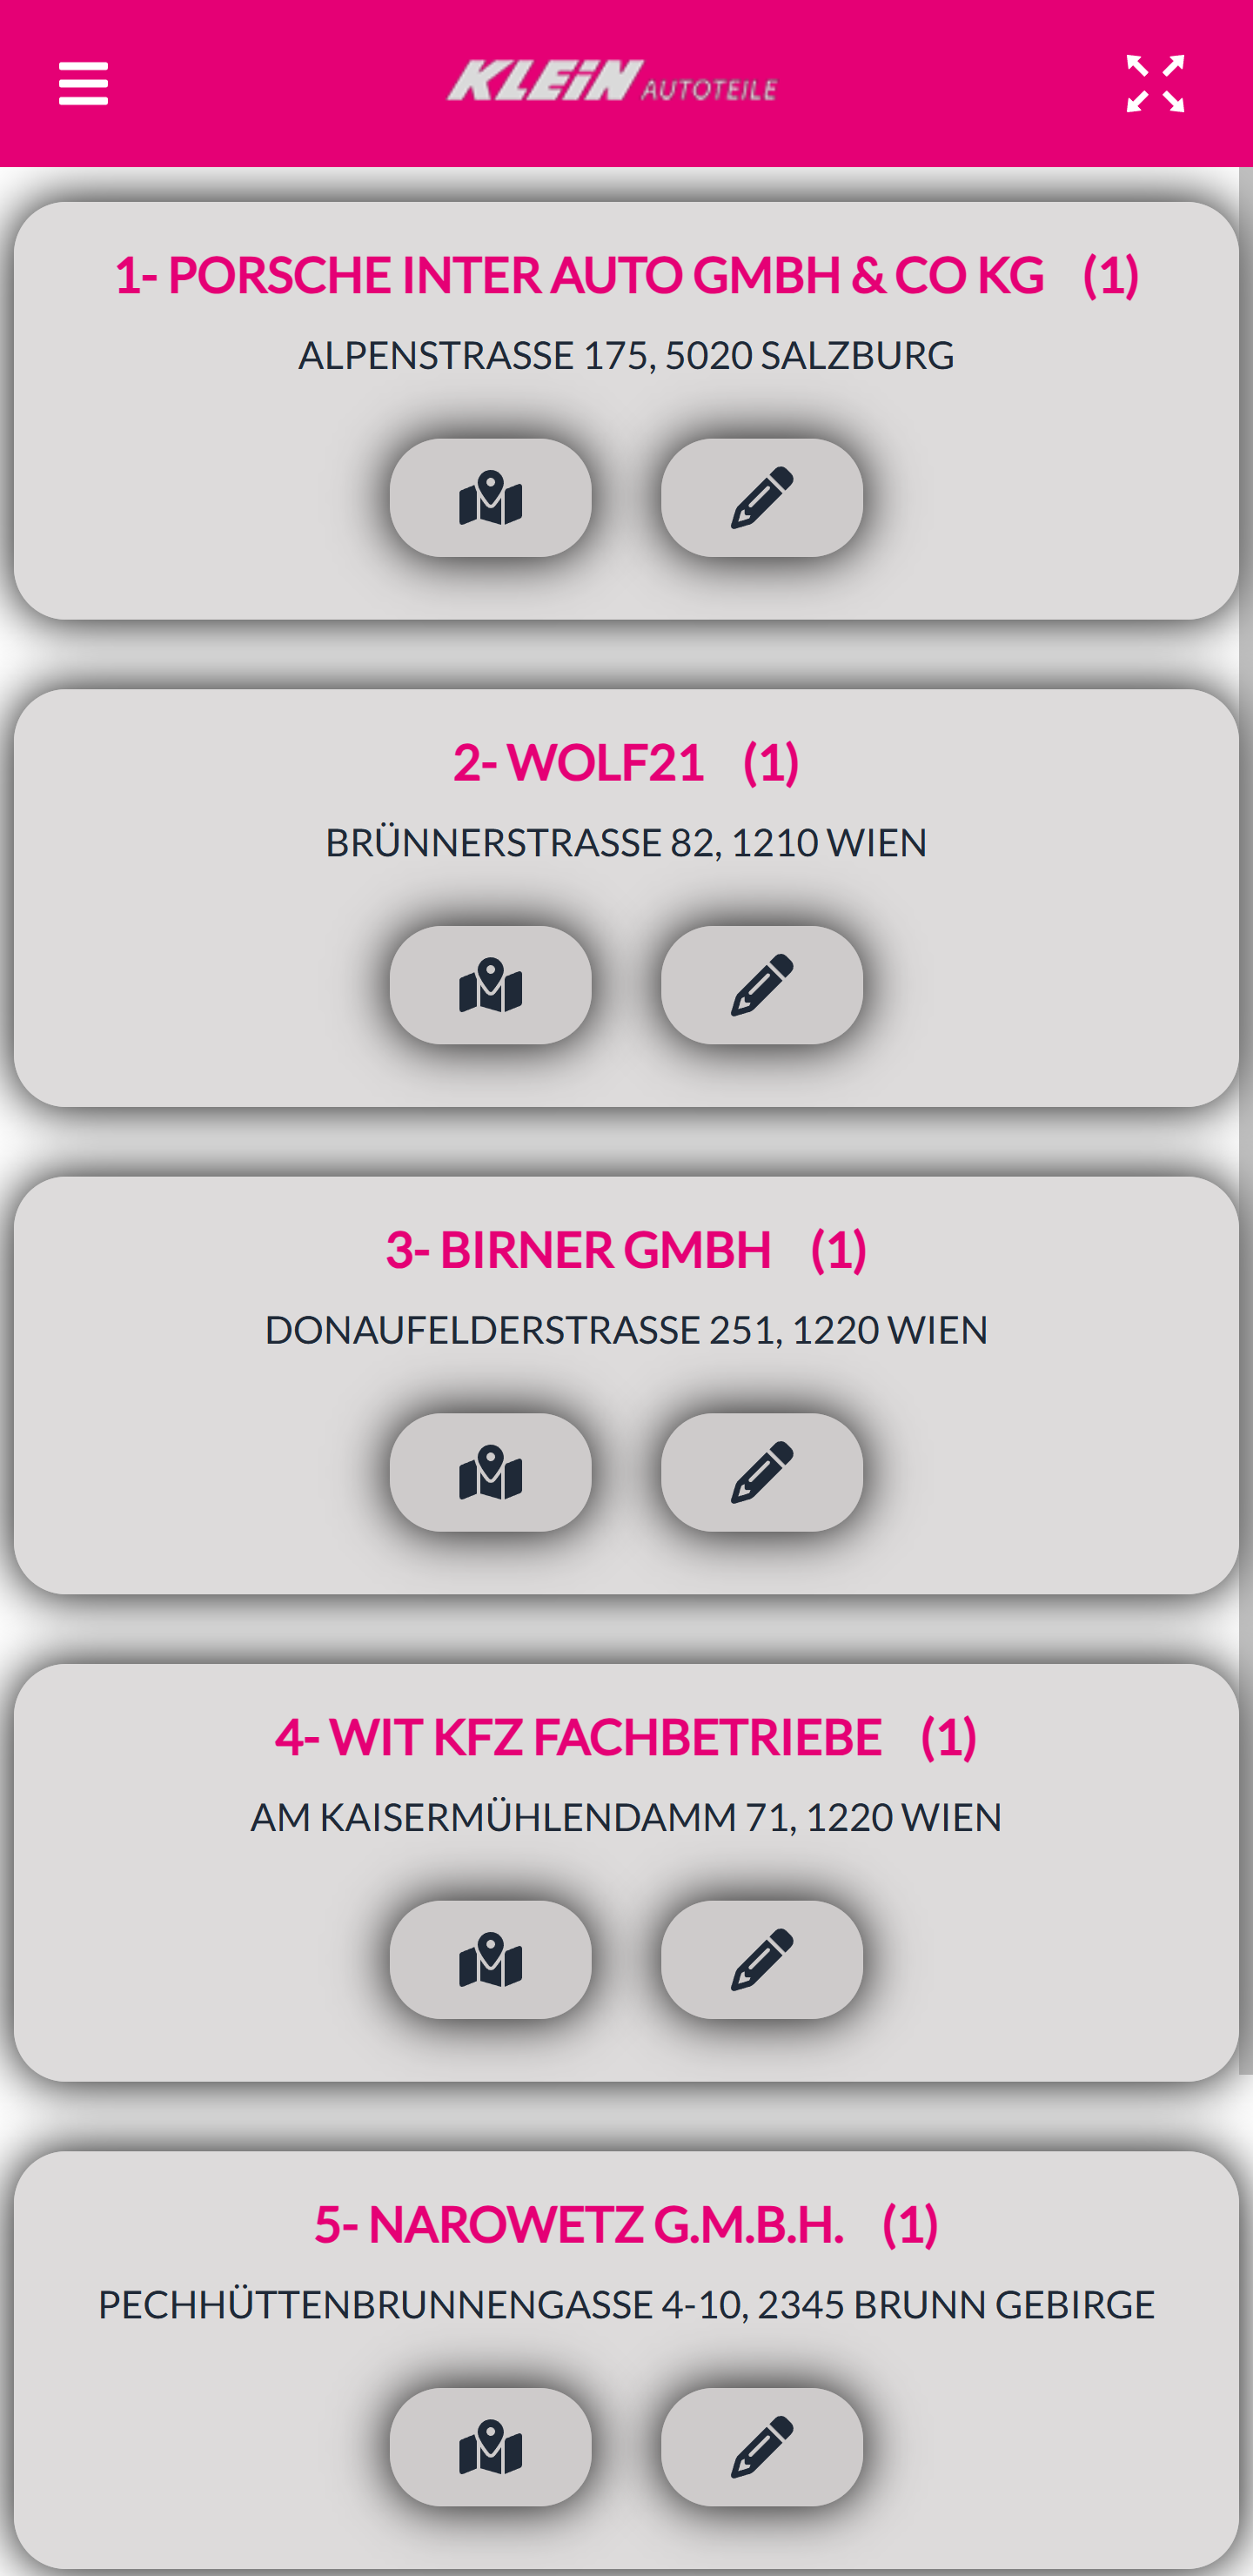 KLEiN AUTOTEILE
1- PORSCHE INTER AUTO GMBH & CO KG (1)
ALPENSTRASSE 175, 5020 SALZBURG
2- WOLF21 (1)
BRÜNNERSTRASSE 82, 1210 WIEN
3- BIRNER GMBH (1)
DONAUFELDERSTRASSE 251, 1220 WIEN
4- WIT KFZ FACHBETRIEBE (1)
AM KAISERMÜHLENDAMM 71, 1220 WIEN
5- NAROWETZ G.M.B.H. (1)
PECHHÜTTENBRUNNENGASSE 4-10, 2345 BRUNN GEBIRGE